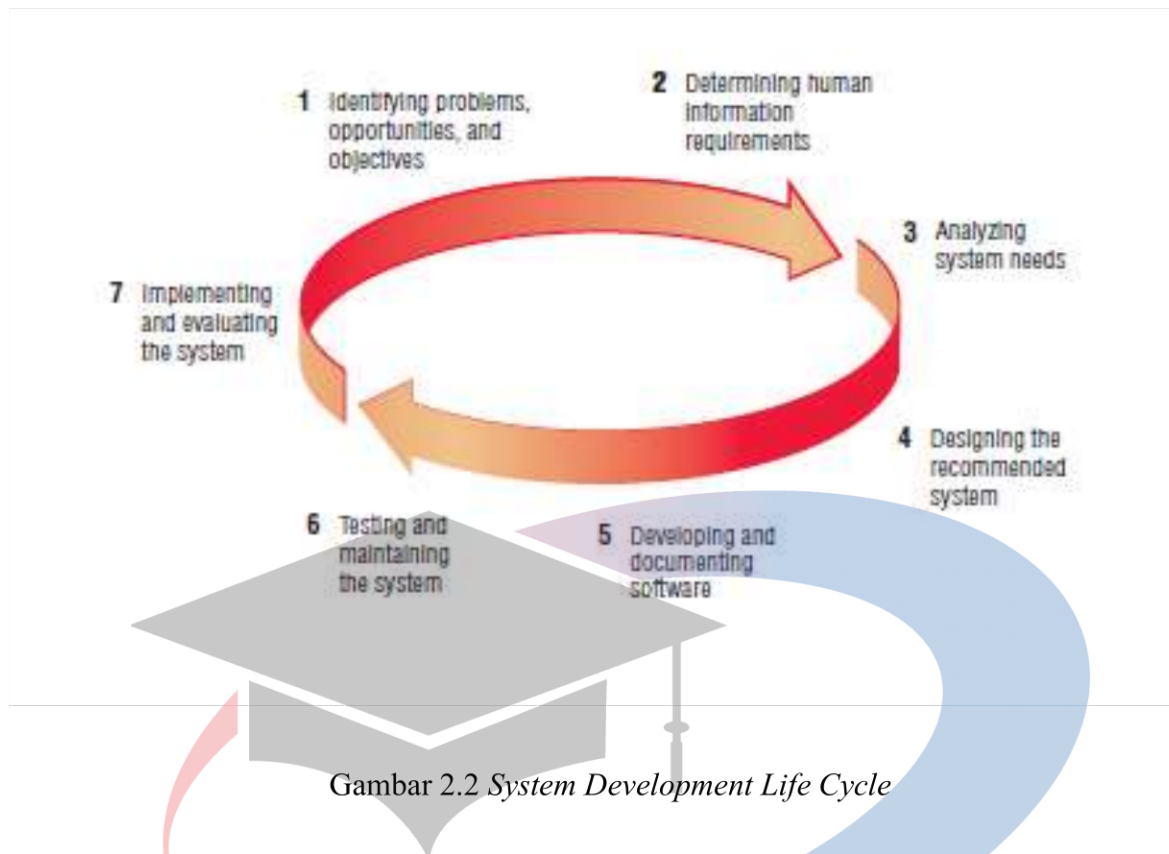 1 Identifying problems,
opportunities, and
objectives
2 Determining human
information
requirements
3 Analyzing
system needs
4 Designing the
recommended
system
5 Developing and
documenting
software
6 Testing and
maintaining
the system
7 Implementing
and evaluating
the system
Gambar 2.2 System Development Life Cycle